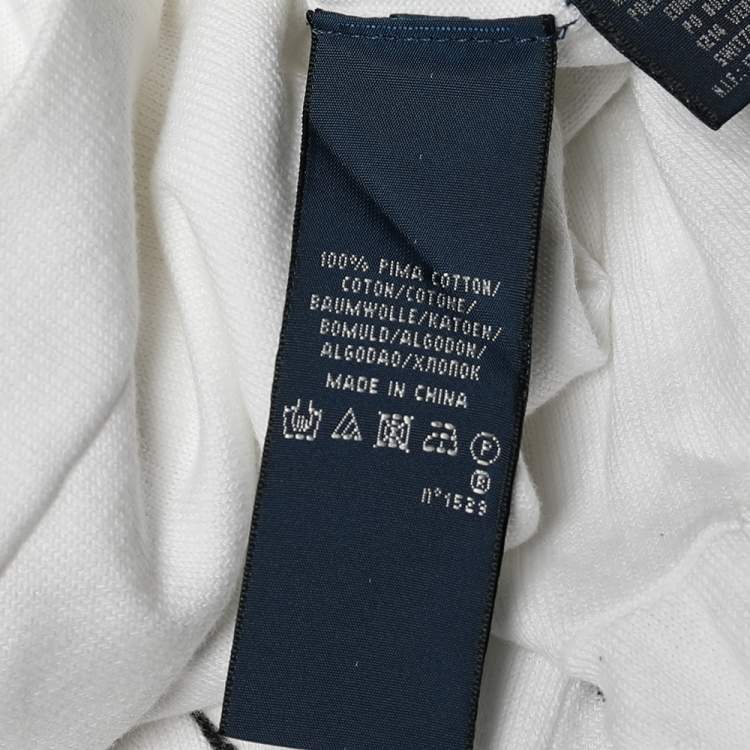 100% PIMA COTTON/
COTON/COTONE/
BAUMWOLLE/KATOEN/
BOMULD/ALGODON/
ALGODAO/ХЛОПОК
MADE IN CHINA
P
R
n°1523
N.I.F.